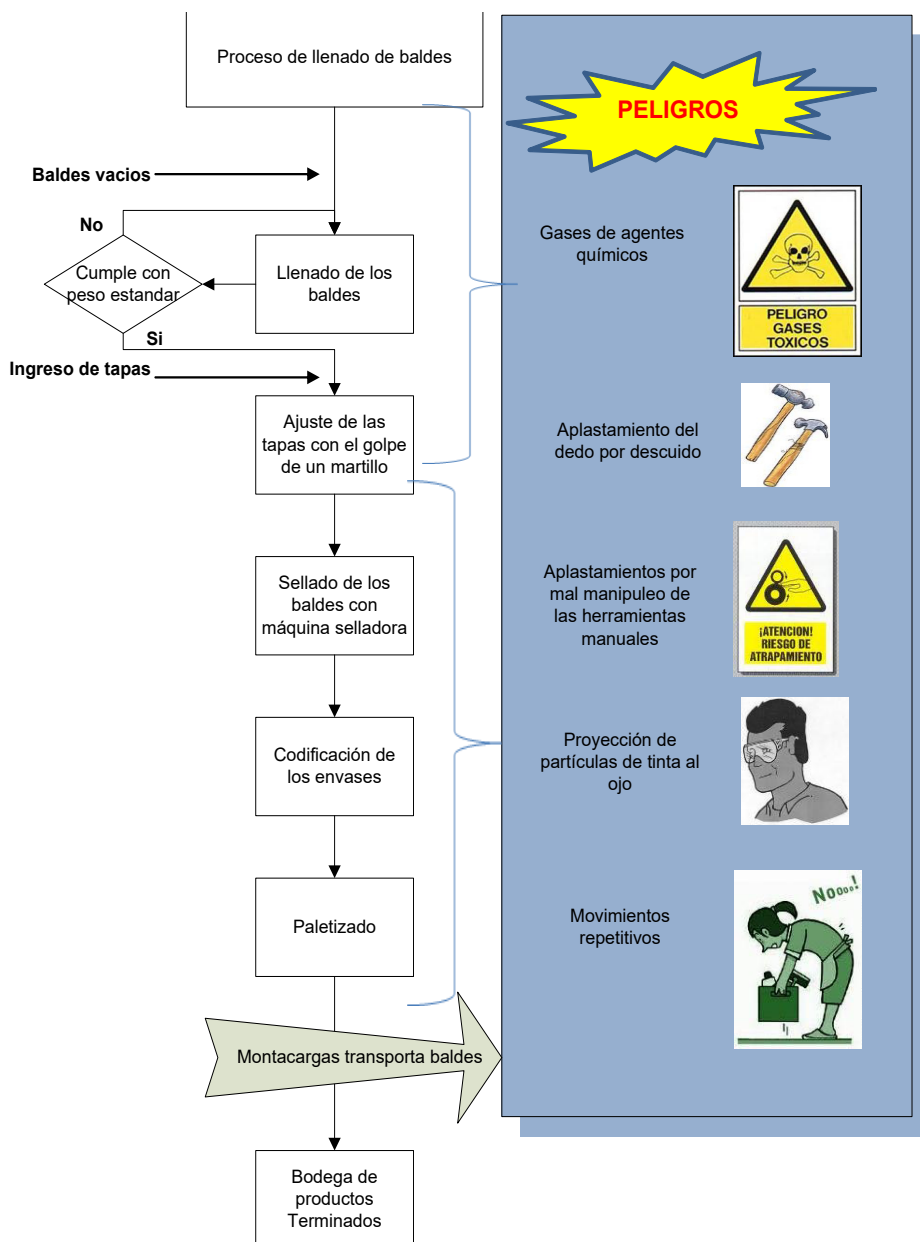 Proceso de llenado de baldes
Baldes vacios
No
Cumple con
peso estandar
Llenado de los
baldes
Si
Ingreso de tapas
Ajuste de las
tapas con el golpe
de un martillo
Sellado de los
baldes con
máquina selladora
Codificación de
los envases
Paletizado
Montacargas transporta baldes
Bodega de
productos
Terminados
PELIGROS
Gases de agentes
químicos
PELIGRO
GASES
TOXICOS
Aplastamiento del
dedo por descuido
Aplastamientos por
mal manipuleo de
las herramientas
manuales
¡ATENCION!
RIESGO DE
ATRAPAMIENTO
Proyección de
partículas de tinta al
ojo
Movimientos
repetitivos
NOoooo!